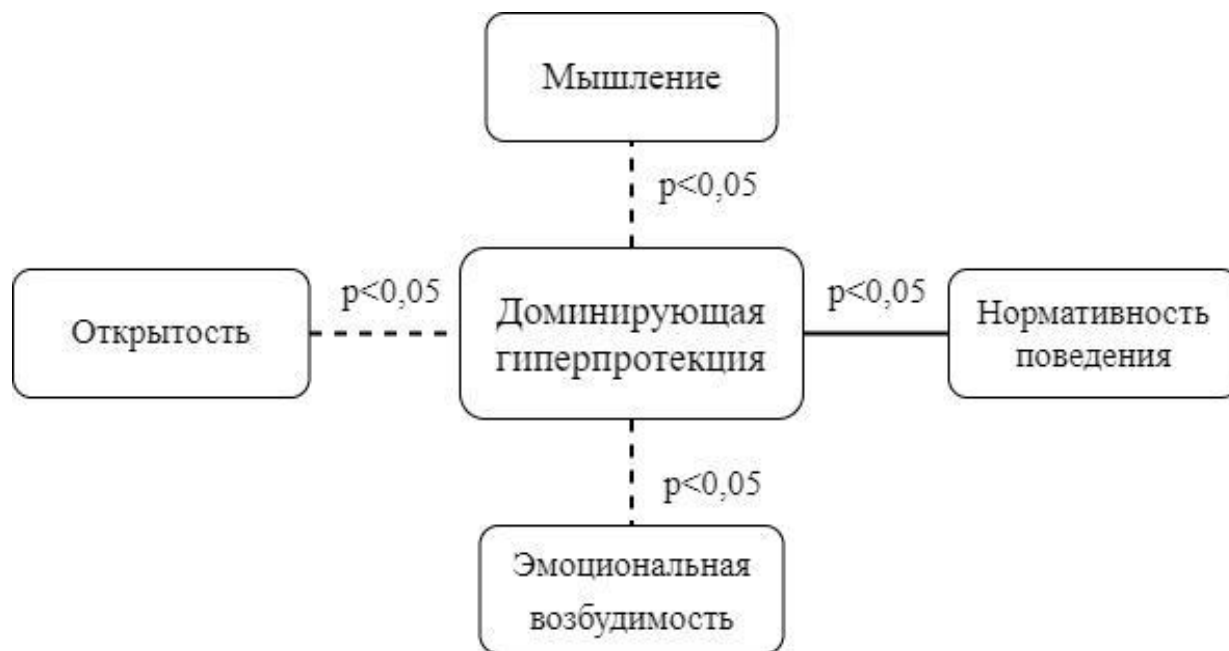 Мышление
p<0,05
Открытость
p<0,05
Доминирующая
гиперпротекция
p<0,05
Нормативность
поведения
p<0,05
Эмоциональная
возбудимость